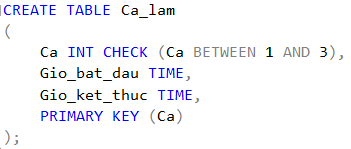 CREATE TABLE Ca_lam
(
Ca INT CHECK (Ca BETWEEN 1 AND 3),
Gio_bat_dau TIME,
Gio_ket_thuc TIME,
PRIMARY KEY (Ca)
);